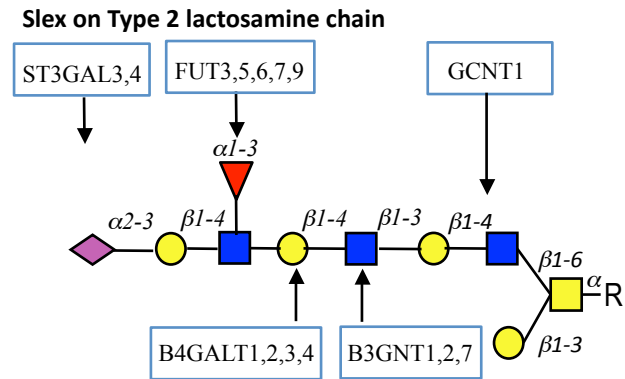 Slex on Type 2 lactosamine chain
ST3GAL3,4
FUT3,5,6,7,9
GCNT1
α1-3
α2-3
β1-4
β1-4
β1-3
β1-4
β1-6
α
R
β1-3
B4GALT1,2,3,4
B3GNT1,2,7